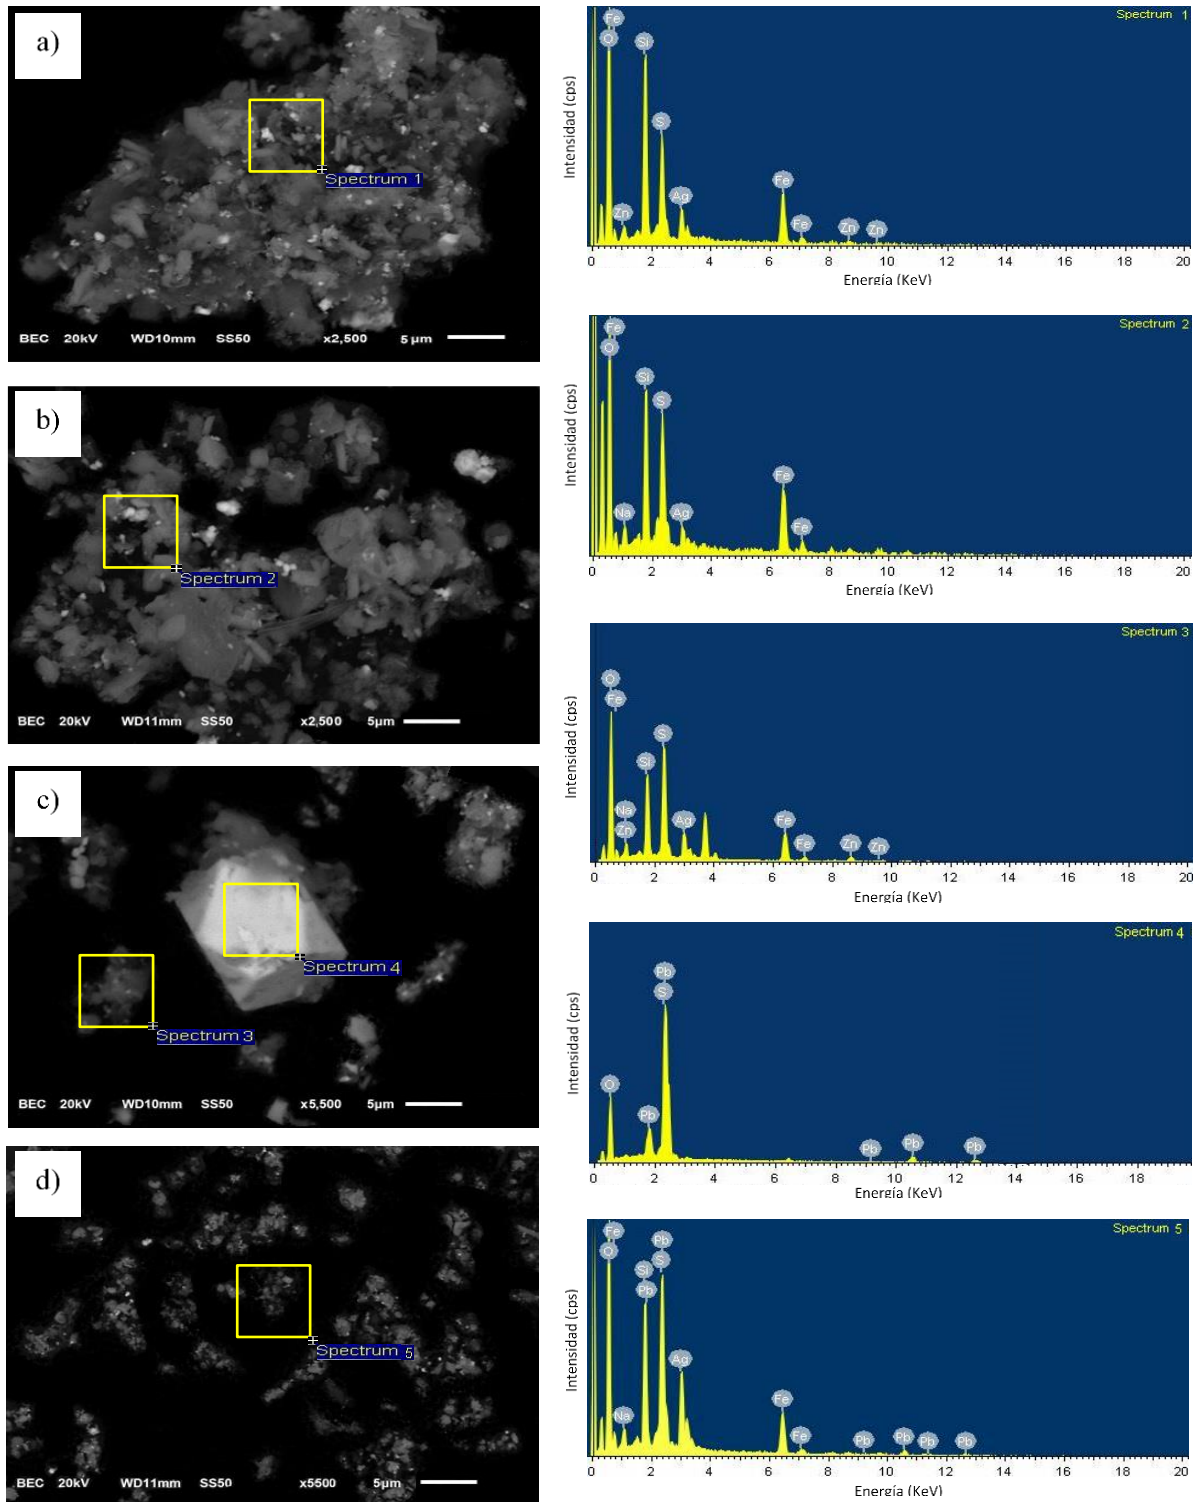 a)
Spectrum 1
BEC 20kV WD10mm SS50 x2,500 5 µm
Spectrum 1
Fe
O
Si
S
Ag
Zn
Fe
Fe
Zn
Zn
Intensidad (cps)
0 2 4 6 8 10 12 14 16 18 20
Energía (KeV)
b)
Spectrum 2
BEC 20kV WD11mm SS50 x2,500 5µm
Spectrum 2
Fe
O
Si
S
Na
Ag
Fe
Fe
Intensidad (cps)
0 2 4 6 8 10 12 14 16 18 20
Energía (KeV)
c)
Spectrum 4
Spectrum 3
BEC 20kV WD10mm SS50 x5,500 5µm
Spectrum 3
O
Fe
S
Si
Na
Zn
Ag
Fe
Fe
Zn
Zn
Intensidad (cps)
0 2 4 6 8 10 12 14 16 18 20
Energía (KeV)
Spectrum 4
Pb
S
O
Pb
Pb
Pb
Pb
Intensidad (cps)
0 2 4 6 8 10 12 14 16 18
Energía (KeV)
d)
Spectrum 5
BEC 20kV WD11mm SS50 x5500 5µm
Spectrum 5
Fe
O
Pb
S
Si
Pb
Ag
Na
Fe
Fe
Pb
Pb
Pb
Pb
Intensidad (cps)
0 2 4 6 8 10 12 14 16 18 20
Energía (KeV)